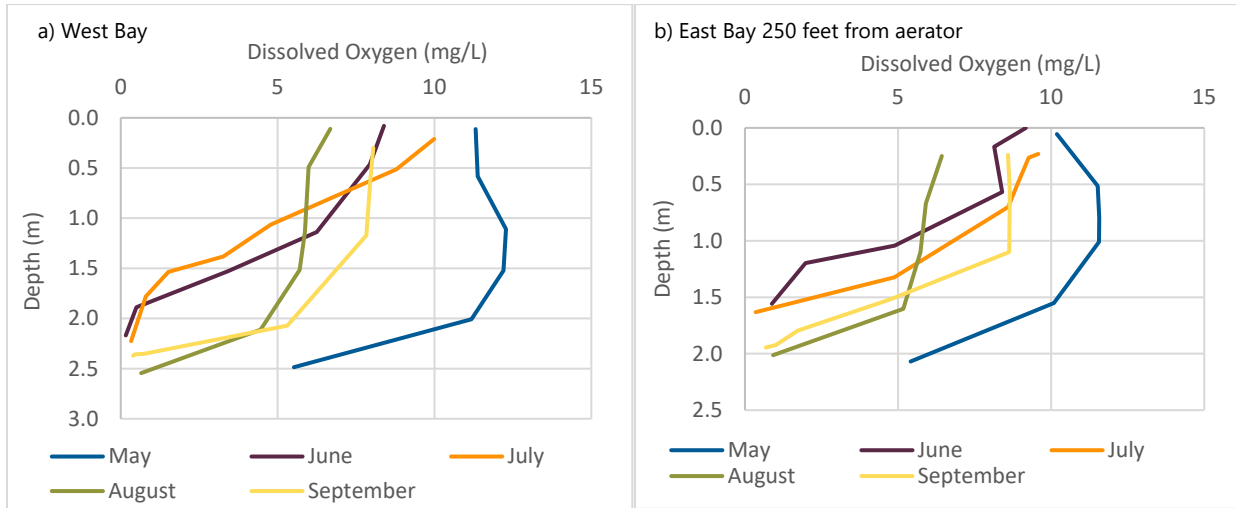 a) West Bay
Dissolved Oxygen (mg/L)
0 5 10 15
0.0
0.5
1.0
1.5
2.0
2.5
3.0
Depth (m)
May June July
August September
b) East Bay 250 feet from aerator
Dissolved Oxygen (mg/L)
0 5 10 15
0.0
0.5
1.0
1.5
2.0
2.5
Depth (m)
May June July
August September